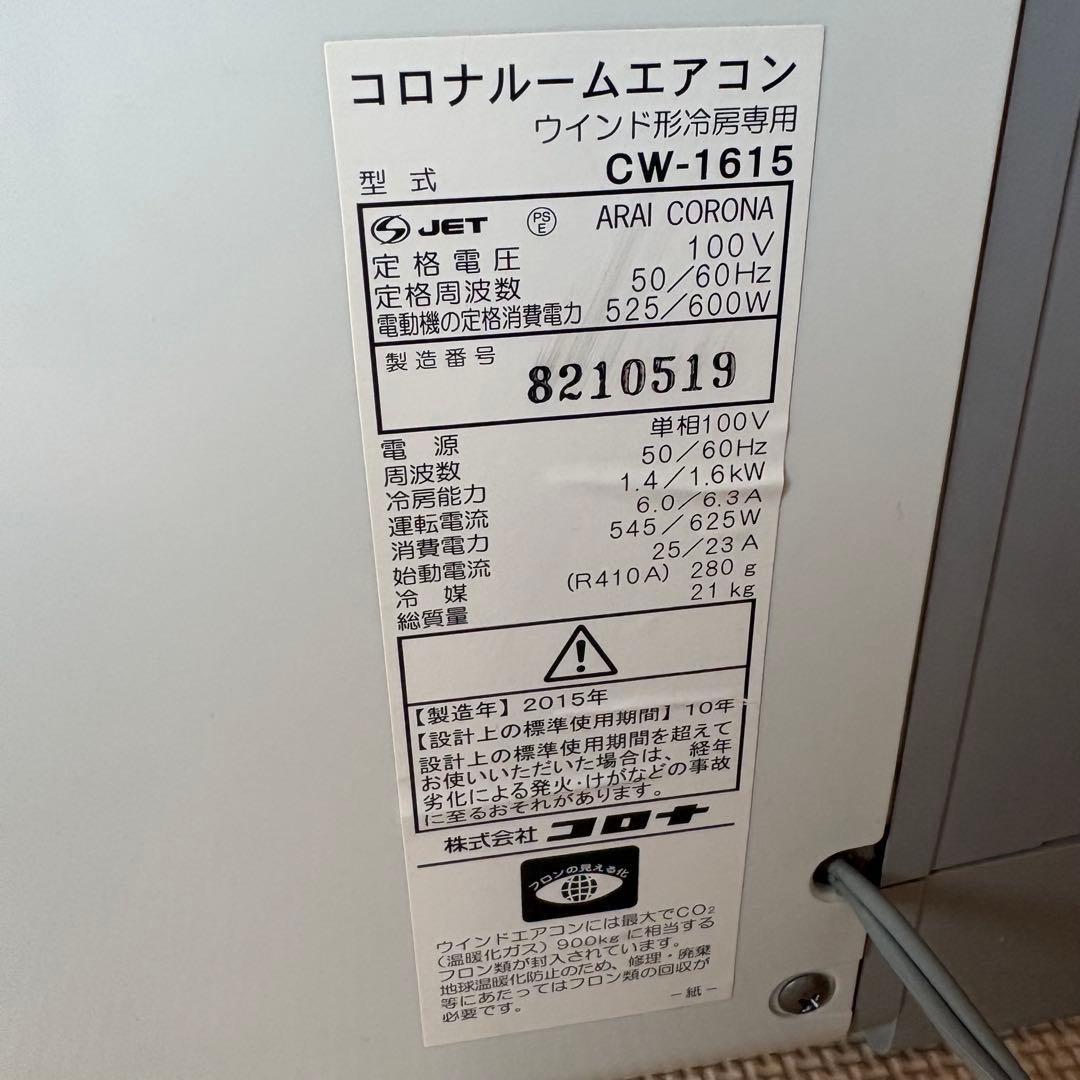 コロナルームエアコン
ウインド形冷房専用
型式 CW-1615
JET PSE ARAI CORONA
定格電圧 100V
定格周波数 50/60Hz
電動機の定格消費電力 525/600W
製造番号 8210519
電源 単相100V
周波数 50/60Hz
冷房能力 1.4/1.6kW
運転電流 6.0/6.3A
消費電力 545/625W
始動電流 25/23A
冷媒 (R410A) 280g
総質量 21kg
【製造年】2015年
【設計上の標準使用期間】10年
設計上の標準使用期間を超えて
お使いいただいた場合は、経年
劣化による発火・けがなどの事故
に至るおそれがあります。
株式会社 コロナ
フロンの見える化
ウインドエアコンには最大でCO₂
(温暖化ガス)900kgに相当する
フロン類が封入されています。
地球温暖化防止のため、修理・廃棄
等にあたってはフロン類の回収が
必要です。 －紙－